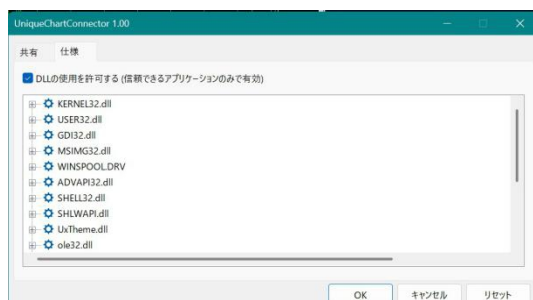 UniqueChartConnector 1.00
共有 仕様
DLLの使用を許可する (信頼できるアプリケーションのみで有効)
KERNEL32.dll
USER32.dll
GDI32.dll
MSIMG32.dll
WINSPOOL.DRV
ADVAPI32.dll
SHELL32.dll
SHLWAPI.dll
UxTheme.dll
ole32.dll
OK キャンセル リセット